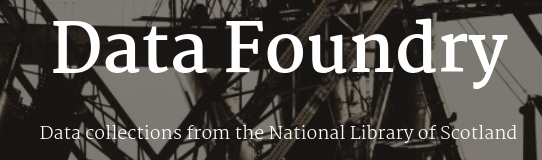 Data Foundry
Data collections from the National Library of Scotland